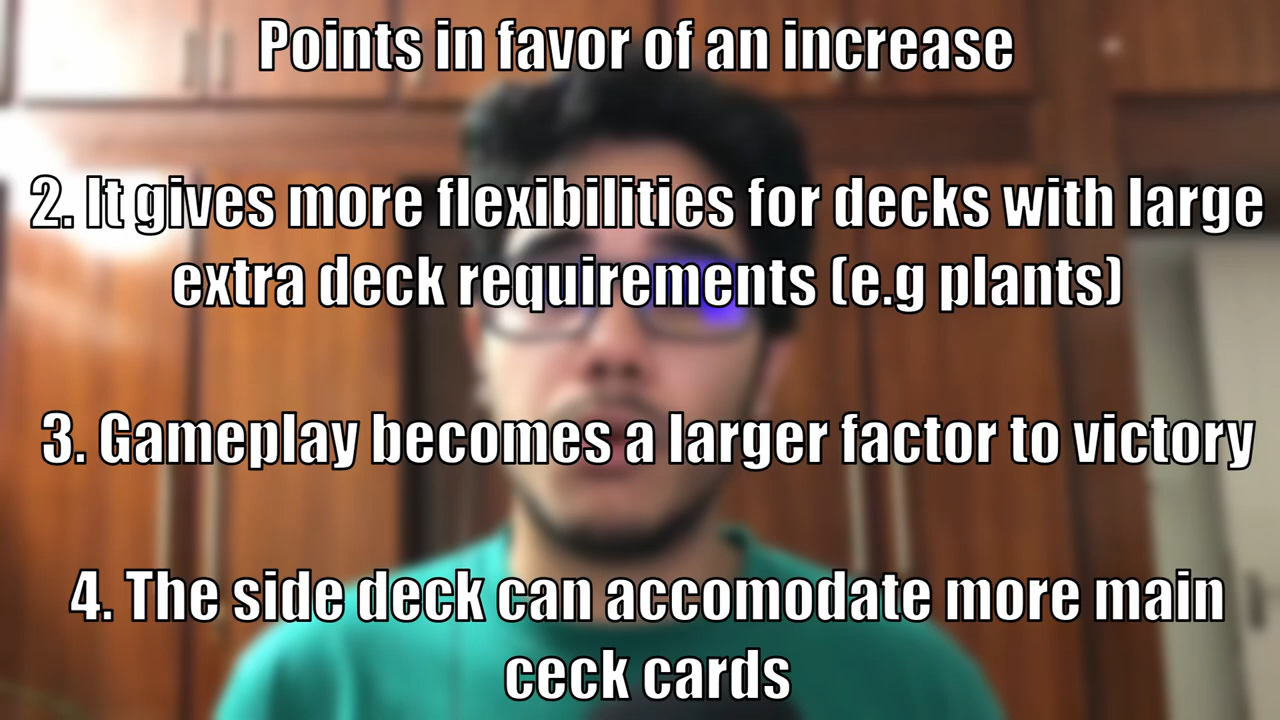 Points in favor of an increase
2. It gives more flexibilities for decks with large
extra deck requirements (e.g plants)
3. Gameplay becomes a larger factor to victory
4. The side deck can accomodate more main
ceck cards